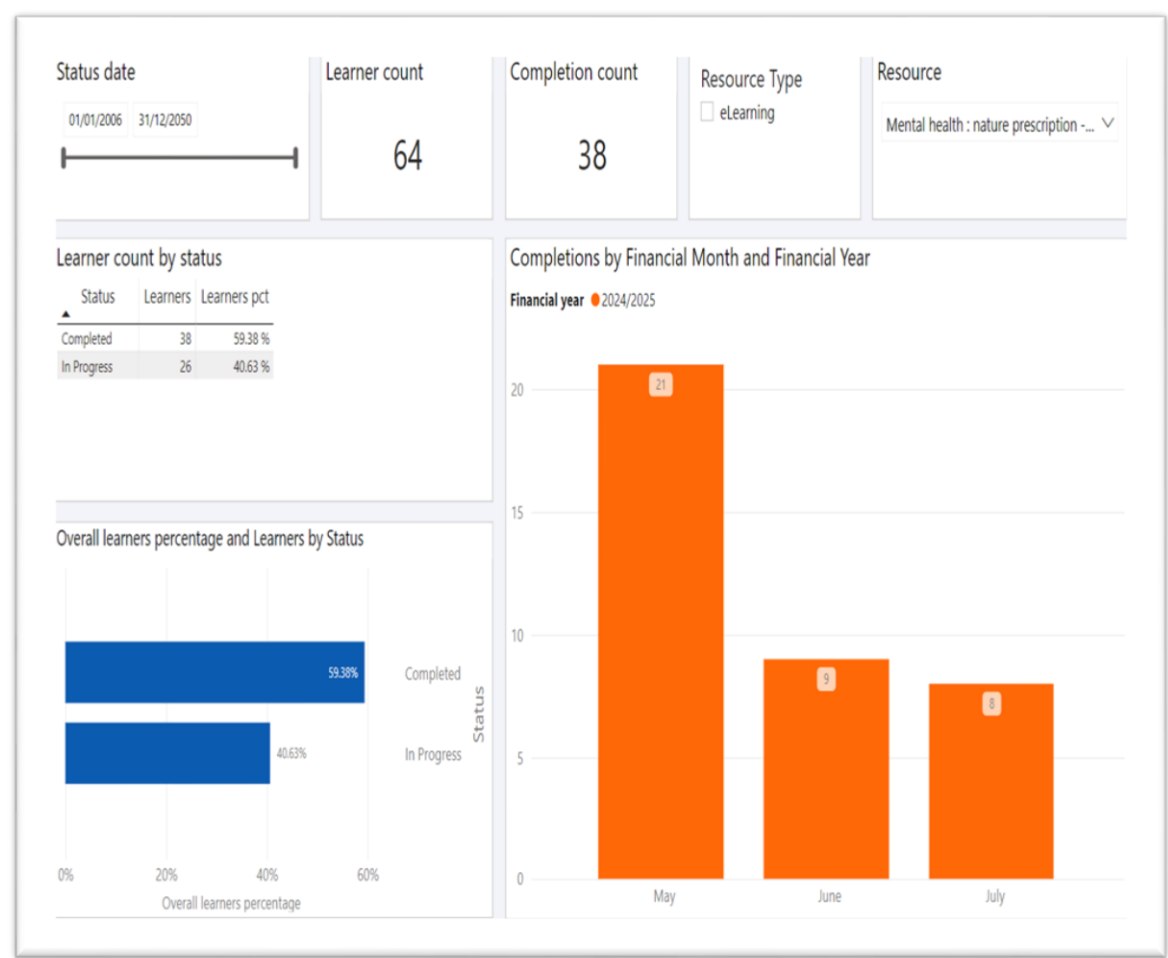 Status date
01/01/2006 31/12/2050
Learner count
64
Completion count
38
Resource Type
eLearning
Resource
Mental health : nature prescription -...
Learner count by status
Status Learners Learners pct
Completed 38 59.38 %
In Progress 26 40.63 %
Completions by Financial Month and Financial Year
Financial year 2024/2025
20
15
10
5
0
21
9
8
May June July
Overall learners percentage and Learners by Status
59.38% Completed
40.63% In Progress
Status
0% 20% 40% 60%
Overall learners percentage